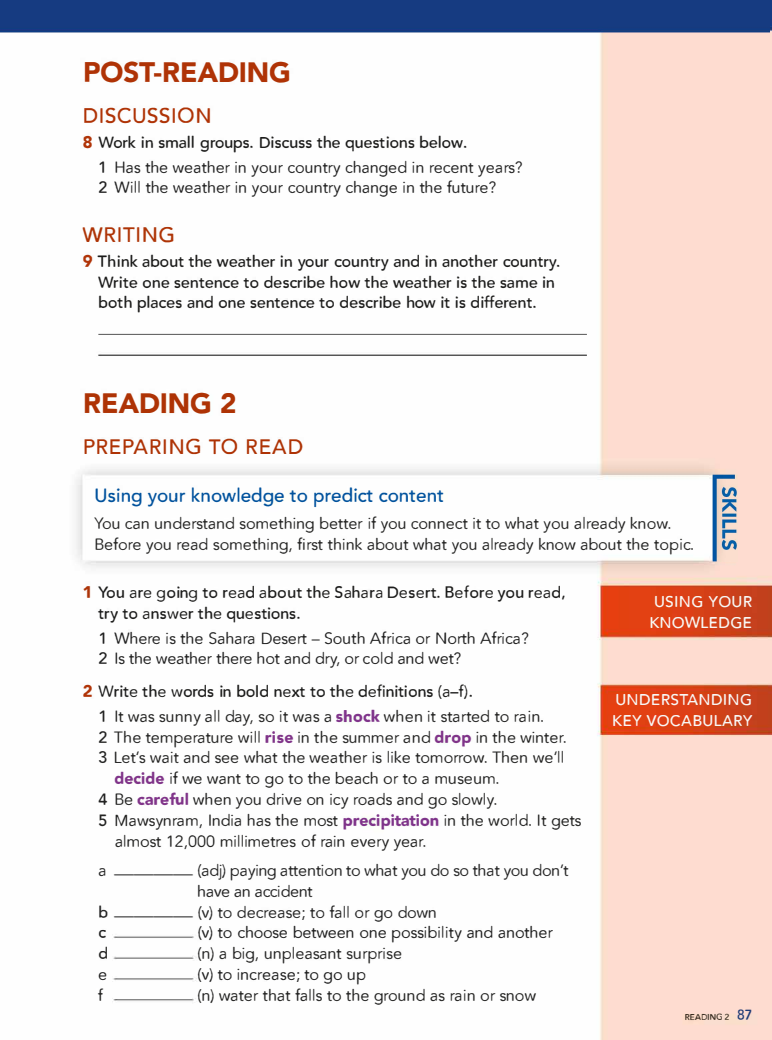 POST-READING
DISCUSSION
8 Work in small groups. Discuss the questions below.
1 Has the weather in your country changed in recent years?
2 Will the weather in your country change in the future?
WRITING
9 Think about the weather in your country and in another country.
Write one sentence to describe how the weather is the same in
both places and one sentence to describe how it is different.
READING 2
PREPARING TO READ
Using your knowledge to predict content
You can understand something better if you connect it to what you already know.
Before you read something, first think about what you already know about the topic.
SKILLS
1 You are going to read about the Sahara Desert. Before you read,
try to answer the questions.
1 Where is the Sahara Desert – South Africa or North Africa?
2 Is the weather there hot and dry, or cold and wet?
USING YOUR
KNOWLEDGE
2 Write the words in bold next to the definitions (a–f).
1 It was sunny all day, so it was a shock when it started to rain.
2 The temperature will rise in the summer and drop in the winter.
3 Let's wait and see what the weather is like tomorrow. Then we'll
decide if we want to go to the beach or to a museum.
4 Be careful when you drive on icy roads and go slowly.
5 Mawsynram, India has the most precipitation in the world. It gets
almost 12,000 millimetres of rain every year.
UNDERSTANDING
KEY VOCABULARY
a __________ (adj) paying attention to what you do so that you don't
have an accident
b __________ (v) to decrease; to fall or go down
c __________ (v) to choose between one possibility and another
d __________ (n) a big, unpleasant surprise
e __________ (v) to increase; to go up
f __________ (n) water that falls to the ground as rain or snow
READING 2 87